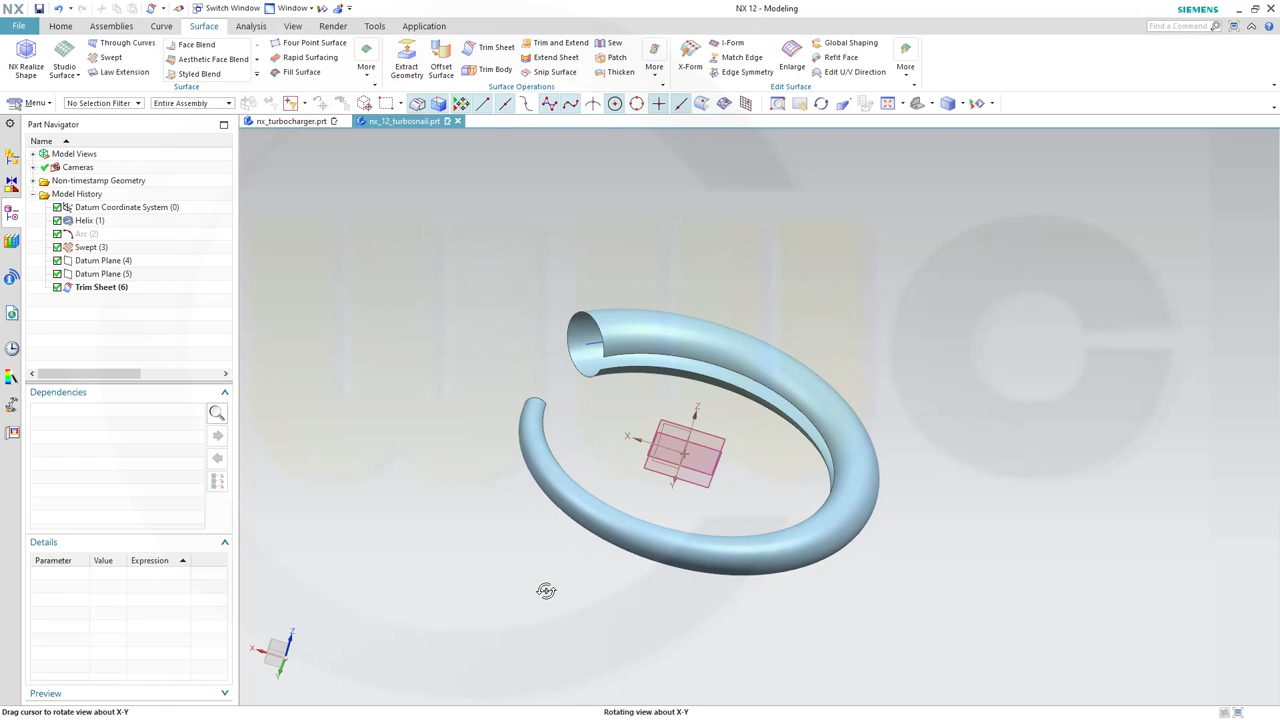 NX
Switch Window
Window
NX 12 - Modeling
SIEMENS
File
Home
Assemblies
Curve
Surface
Analysis
View
Render
Tools
Application
Find a Command
NX Realize
Shape
Studio
Surface
Through Curves
Swept
Law Extension
Face Blend
Aesthetic Face Blend
Styled Blend
Four Point Surface
Rapid Surfacing
Fill Surface
More
Surface
Extract
Geometry
Offset
Surface
Trim Sheet
Trim Body
Trim and Extend
Extend Sheet
Snip Surface
Sew
Patch
Thicken
More
Surface Operations
X-Form
I-Form
Match Edge
Edge Symmetry
Enlarge
Global Shaping
Refit Face
Edit U/V Direction
More
Edit Surface
Menu
No Selection Filter
Entire Assembly
Part Navigator
nx_turbocharger.prt
nx_12_turbosnail.prt
Name
Model Views
Cameras
Non-timestamp Geometry
Model History
Datum Coordinate System (0)
Helix (1)
Arc (2)
Swept (3)
Datum Plane (4)
Datum Plane (5)
Trim Sheet (6)
Dependencies
Details
Parameter
Value
Expression
Preview
Z
X
Y
Z
X
Y
Drag cursor to rotate view about X-Y
Rotating view about X-Y